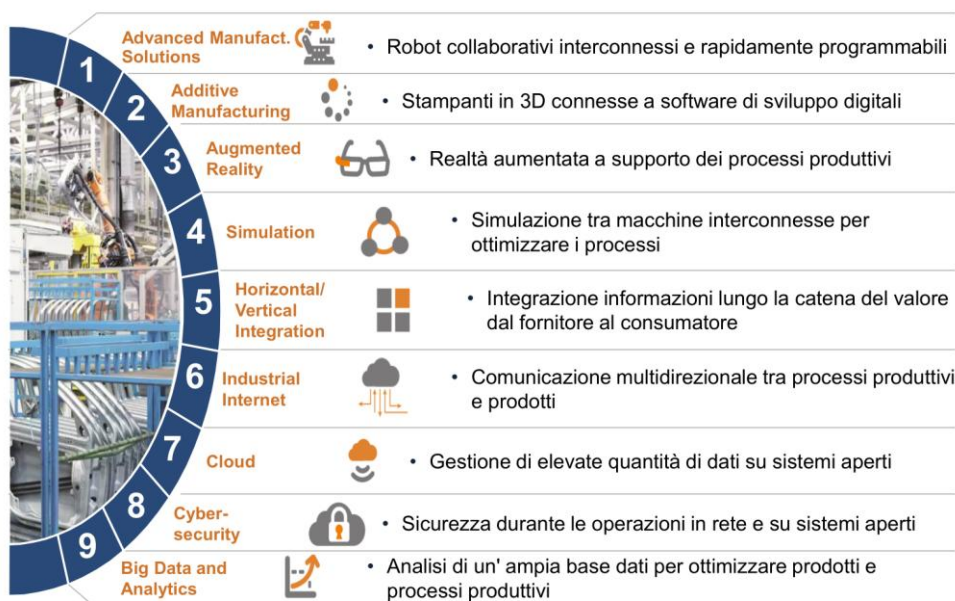 1
Advanced Manufact.
Solutions
• Robot collaborativi interconnessi e rapidamente programmabili
2
Additive
Manufacturing
• Stampanti in 3D connesse a software di sviluppo digitali
3
Augmented
Reality
• Realtà aumentata a supporto dei processi produttivi
4
Simulation
• Simulazione tra macchine interconnesse per
ottimizzare i processi
5
Horizontal/
Vertical
Integration
• Integrazione informazioni lungo la catena del valore
dal fornitore al consumatore
6
Industrial
Internet
• Comunicazione multidirezionale tra processi produttivi
e prodotti
7
Cloud
• Gestione di elevate quantità di dati su sistemi aperti
8
Cyber-
security
• Sicurezza durante le operazioni in rete e su sistemi aperti
9
Big Data and
Analytics
• Analisi di un' ampia base dati per ottimizzare prodotti e
processi produttivi